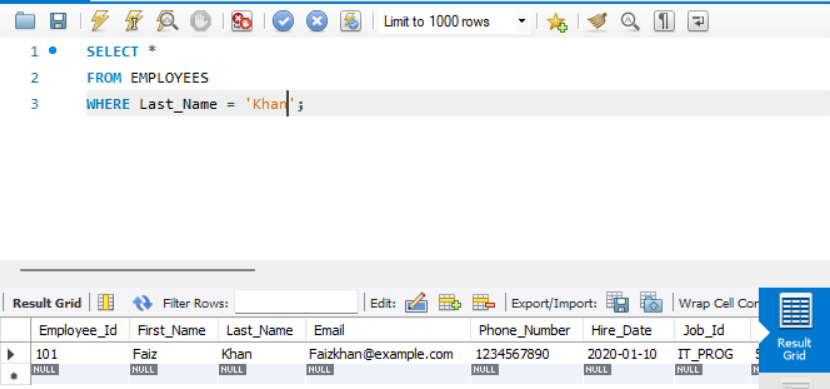 Limit to 1000 rows
1 SELECT *
2 FROM EMPLOYEES
3 WHERE Last_Name = 'Khan';
Result Grid Filter Rows: Edit: Export/Import: Wrap Cell Con
Employee_Id First_Name Last_Name Email Phone_Number Hire_Date Job_Id
101 Faiz Khan Faizkhan@example.com 1234567890 2020-01-10 IT_PROG
NULL NULL NULL NULL NULL NULL NULL
Result
Grid